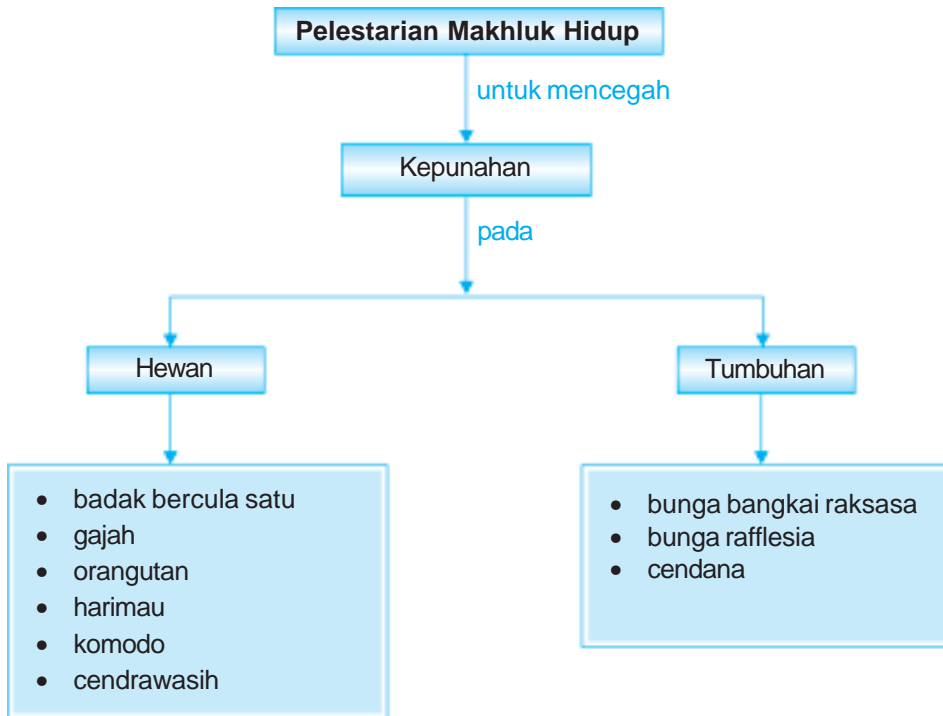 Pelestarian Makhluk Hidup
untuk mencegah
Kepunahan
pada
Hewan
• badak bercula satu
• gajah
• orangutan
• harimau
• komodo
• cendrawasih
Tumbuhan
• bunga bangkai raksasa
• bunga rafflesia
• cendana